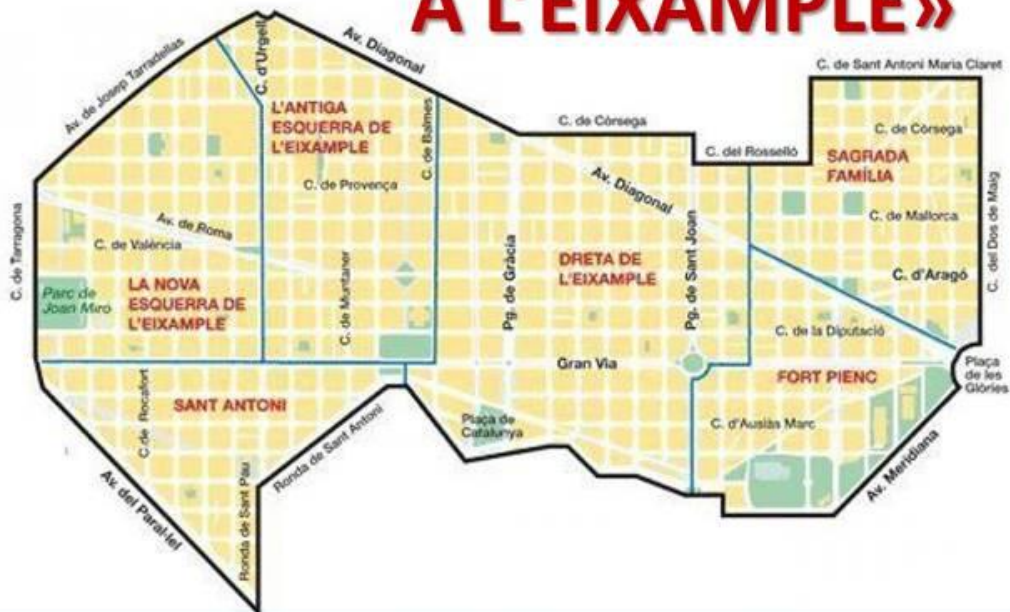 A L'EIXAMPLE»
C. d'Urgell
Av. Diagonal
Av. de Josep Tarradellas
C. de Sant Antoni Maria Claret
L'ANTIGA
ESQUERRA DE
L'EIXAMPLE
C. de Balmes
C. de Còrsega
C. de Còrsega
C. del Rosselló
SAGRADA
FAMÍLIA
C. de Provença
Av. Diagonal
C. de Tarragona
Av. de Roma
C. de València
C. de Mallorca
C. del Dos de Maig
Pg. de Gràcia
DRETA DE
L'EIXAMPLE
Pg. de Sant Joan
C. d'Aragó
Parc de
Joan Miró
LA NOVA
ESQUERRA DE
L'EIXAMPLE
C. de Muntaner
C. de la Diputació
Gran Via
Plaça
de les
Glòries
FORT PIENC
C. de Rocafort
SANT ANTONI
Ronda de Sant Antoni
Plaça de
Catalunya
C. d'Ausiàs Marc
Av. Meridiana
Av. del Paral·lel
Ronda de Sant Pau